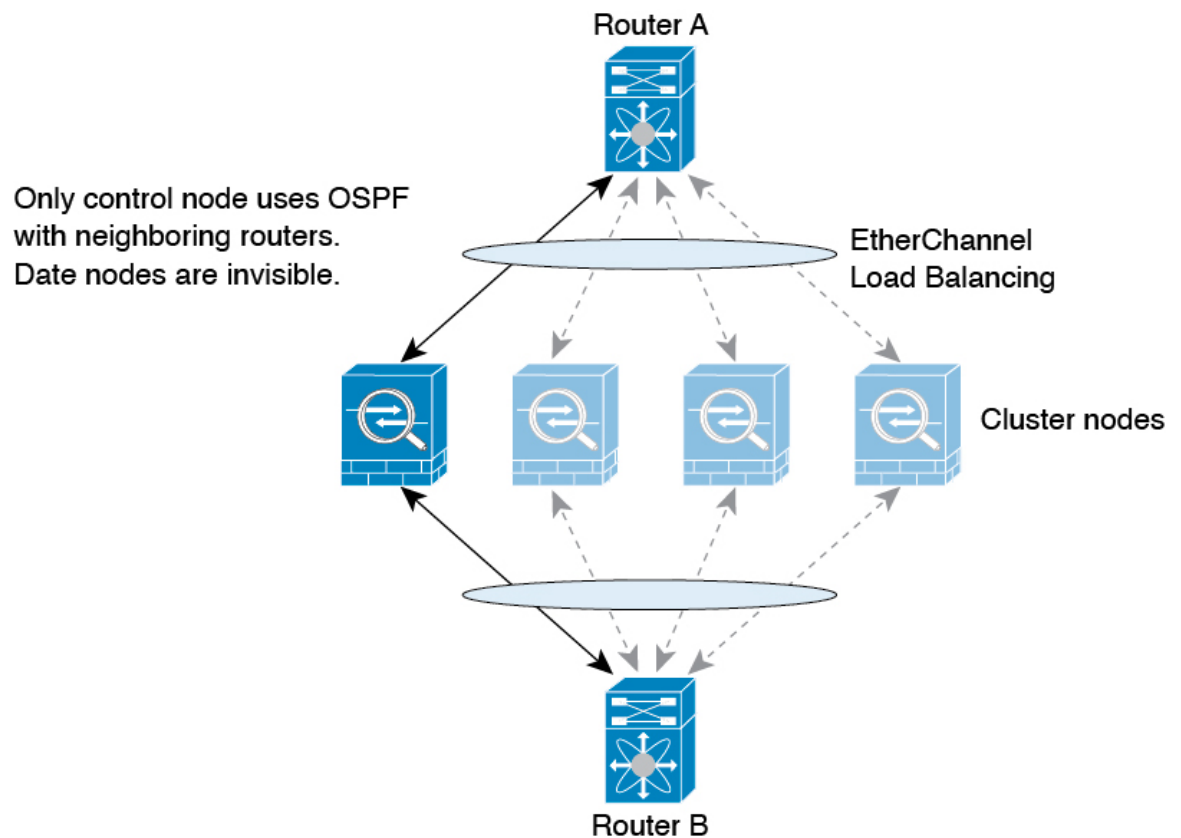 Router A
Only control node uses OSPF
with neighboring routers.
Date nodes are invisible.
EtherChannel
Load Balancing
Cluster nodes
Router B